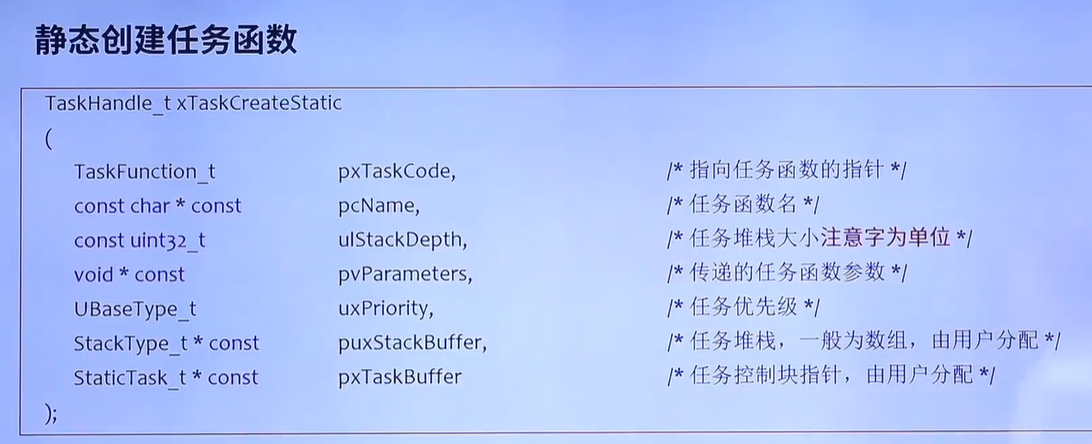 静态创建任务函数
TaskHandle_t xTaskCreateStatic
(
TaskFunction_t pxTaskCode, /* 指向任务函数的指针 */
const char * const pcName, /* 任务函数名 */
const uint32_t ulStackDepth, /* 任务堆栈大小注意字为单位 */
void * const pvParameters, /* 传递的任务函数参数 */
UBaseType_t uxPriority, /* 任务优先级 */
StackType_t * const puxStackBuffer, /* 任务堆栈，一般为数组，由用户分配 */
StaticTask_t * const pxTaskBuffer /* 任务控制块指针，由用户分配 */
);